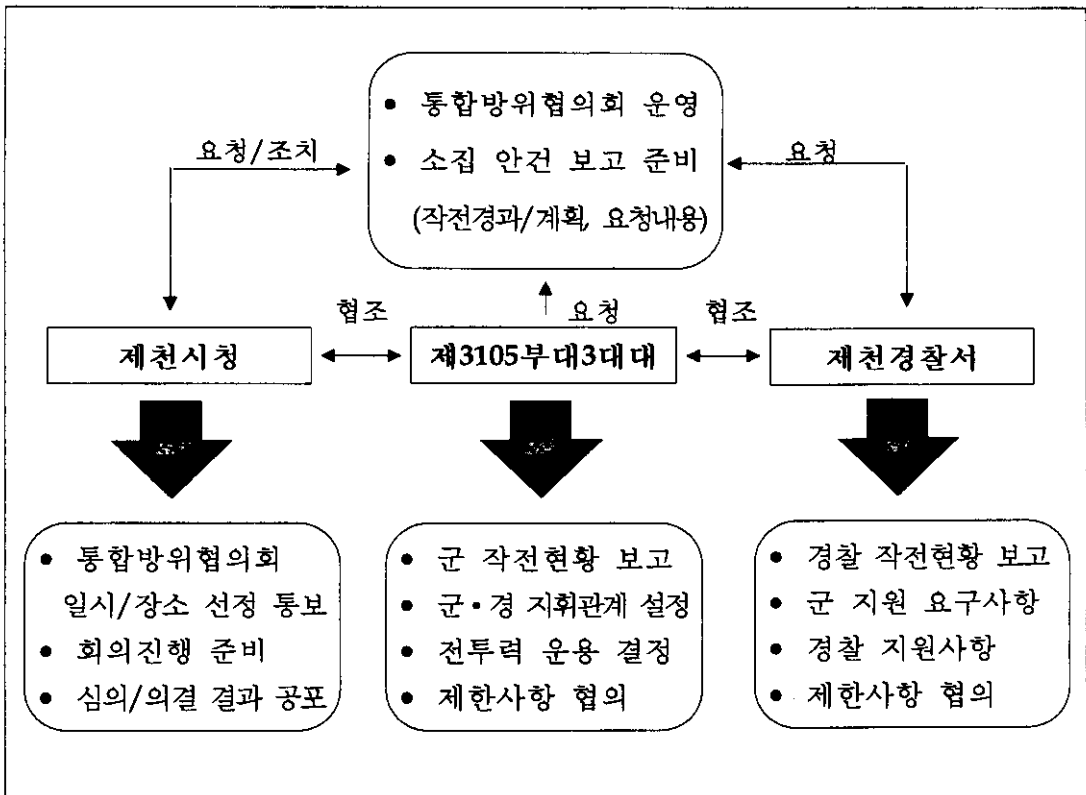 • 통합방위협의회 운영
• 소집 안건 보고 준비
(작전경과/계획, 요청내용)
요청/조치
요청
협조
요청
협조
제천시청
제3105부대3대대
제천경찰서
• 통합방위협의회
일시/장소 선정 통보
• 회의진행 준비
• 심의/의결 결과 공포
• 군 작전현황 보고
• 군·경 지휘관계 설정
• 전투력 운용 결정
• 제한사항 협의
• 경찰 작전현황 보고
• 군 지원 요구사항
• 경찰 지원사항
• 제한사항 협의